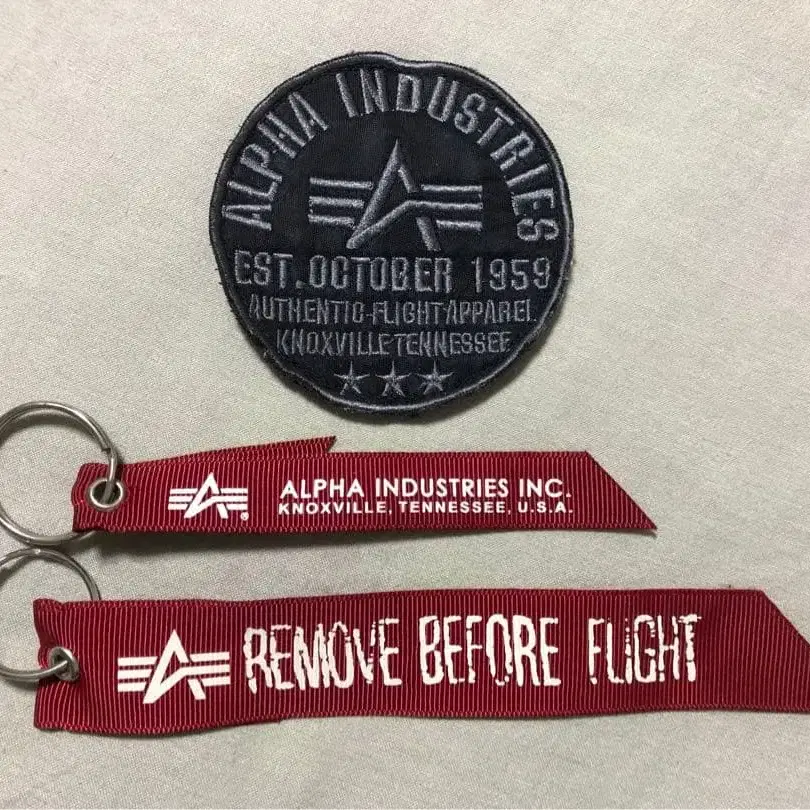 ALPHA INDUSTRIES
EST. OCTOBER 1959
AUTHENTIC-FLIGHT-APPAREL
KNOXVILLE TENNESSEE
ALPHA INDUSTRIES INC.
KNOXVILLE, TENNESSEE, U.S.A.
REMOVE BEFORE FLIGHT